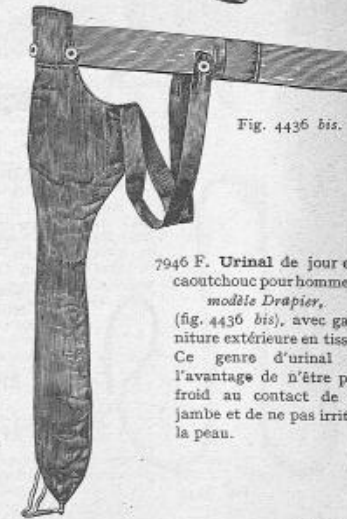 Fig. 4436 bis.
7946 F. Urinal de jour e
caoutchouc pour homme
modèle Drapier,
(fig. 4436 bis), avec ga
niture extérieure en tiss
Ce genre d'urinal
l'avantage de n'être p
froid au contact de
jambe et de ne pas irrit
la peau.